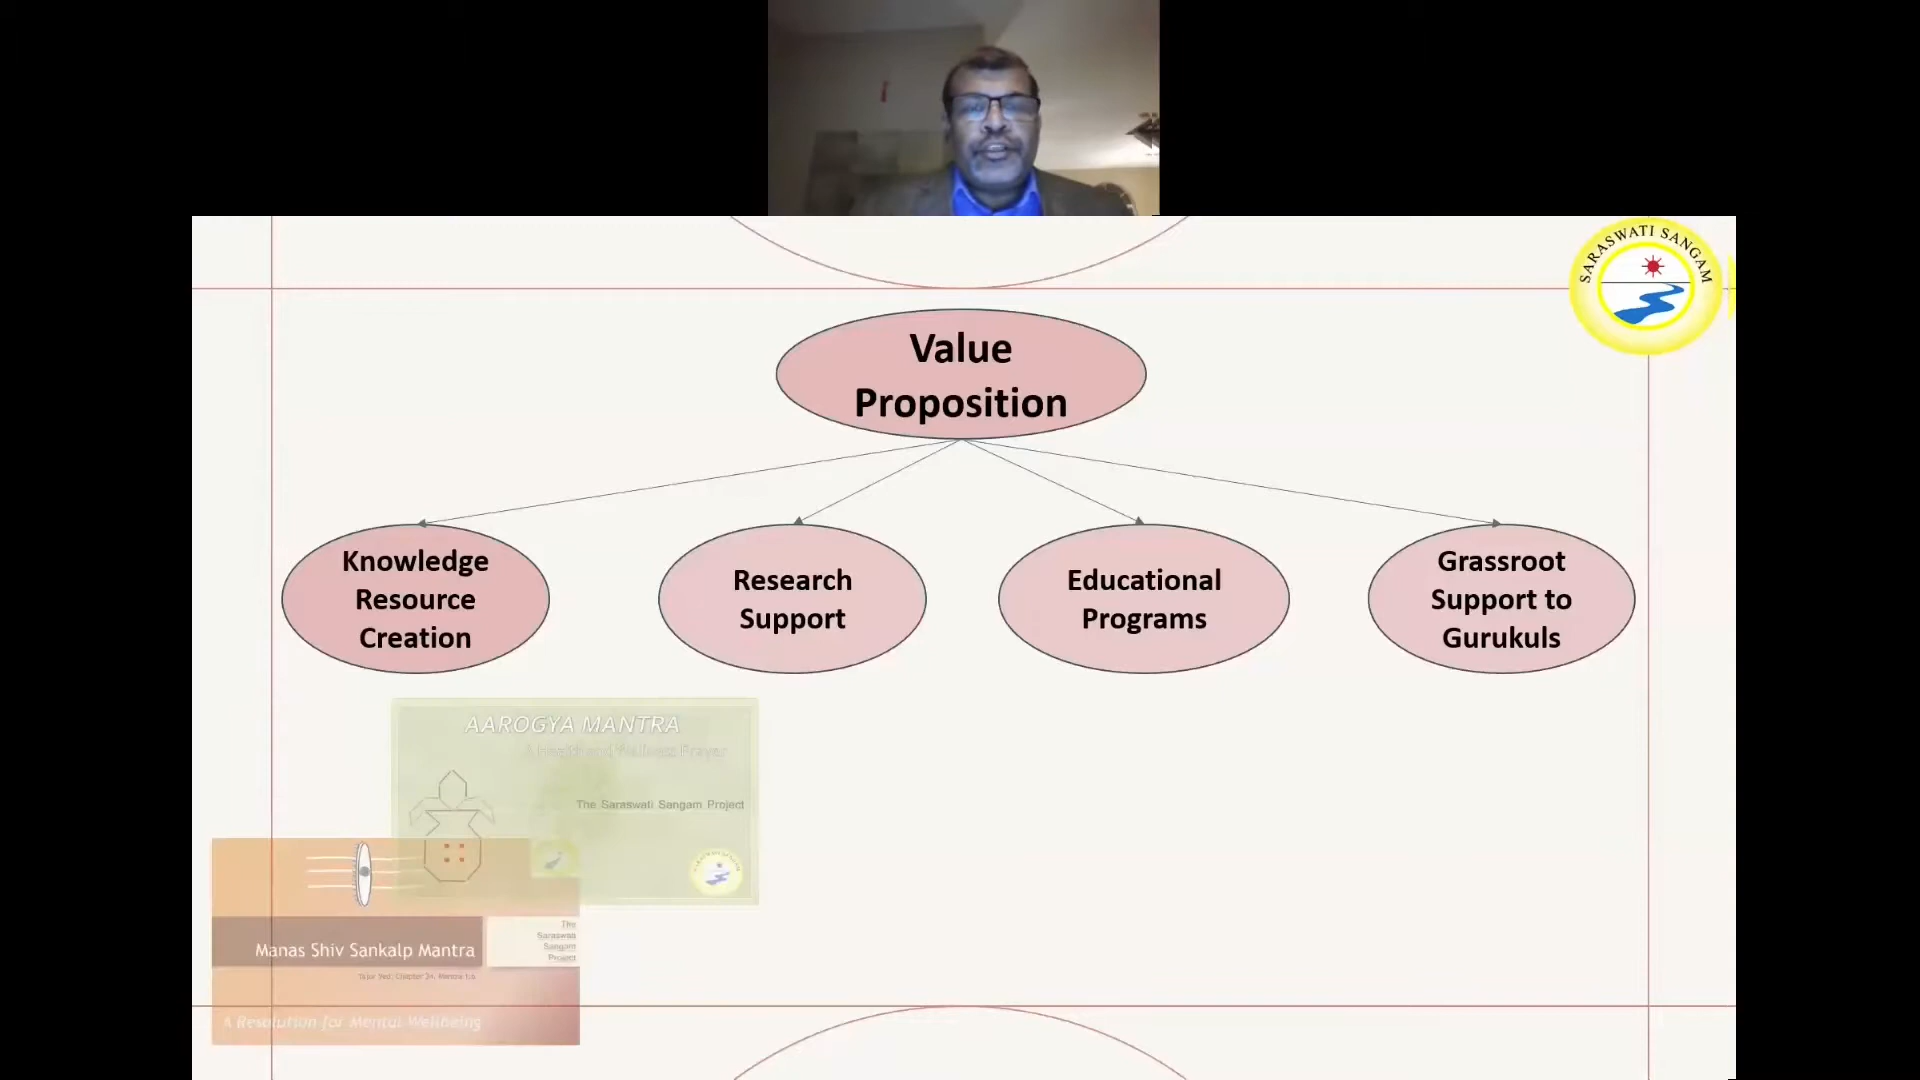 SARASWATI SANGAM
Value
Proposition
Knowledge
Resource
Creation
Research
Support
Educational
Programs
Grassroot
Support to
Gurukuls
AAROGYA MANTRA
A Health and Wellness Prayer
The Saraswati Sangam Project
Manas Shiv Sankalp Mantra
The
Saraswati
Sangam
Project
Chapter 34, Mantra 1-6
A Resolution for Mental Wellbeing